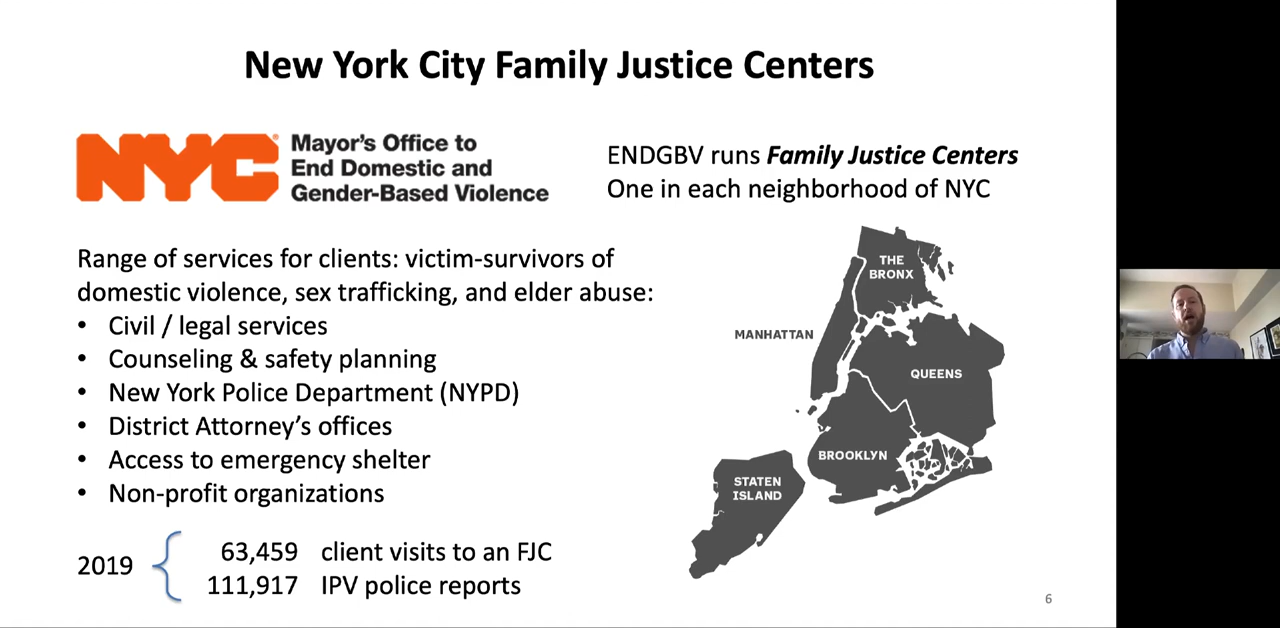 New York City Family Justice Centers
NYC
Mayor's Office to
End Domestic and
Gender-Based Violence
ENDGBV runs Family Justice Centers
One in each neighborhood of NYC
Range of services for clients: victim-survivors of
domestic violence, sex trafficking, and elder abuse:
• Civil / legal services
• Counseling & safety planning
• New York Police Department (NYPD)
• District Attorney's offices
• Access to emergency shelter
• Non-profit organizations
THE
BRONX
MANHATTAN
QUEENS
BROOKLYN
STATEN
ISLAND
2019
63,459 client visits to an FJC
111,917 IPV police reports
6